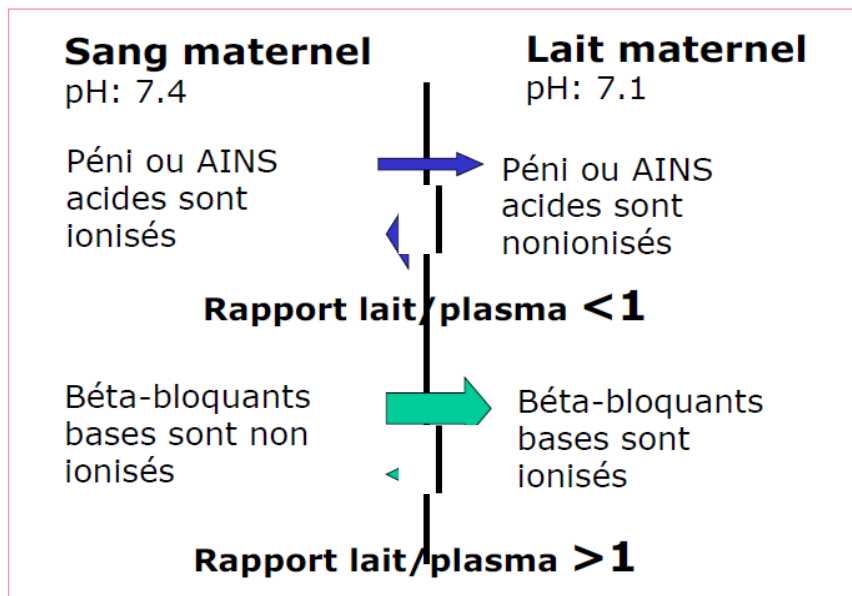 Sang maternel
pH: 7.4
Lait maternel
pH: 7.1
Péni ou AINS
acides sont
ionisés
Péni ou AINS
acides sont
nonionisés
Rapport lait/plasma <1
Béta-bloquants
bases sont non
ionisés
Béta-bloquants
bases sont
ionisés
Rapport lait/plasma >1